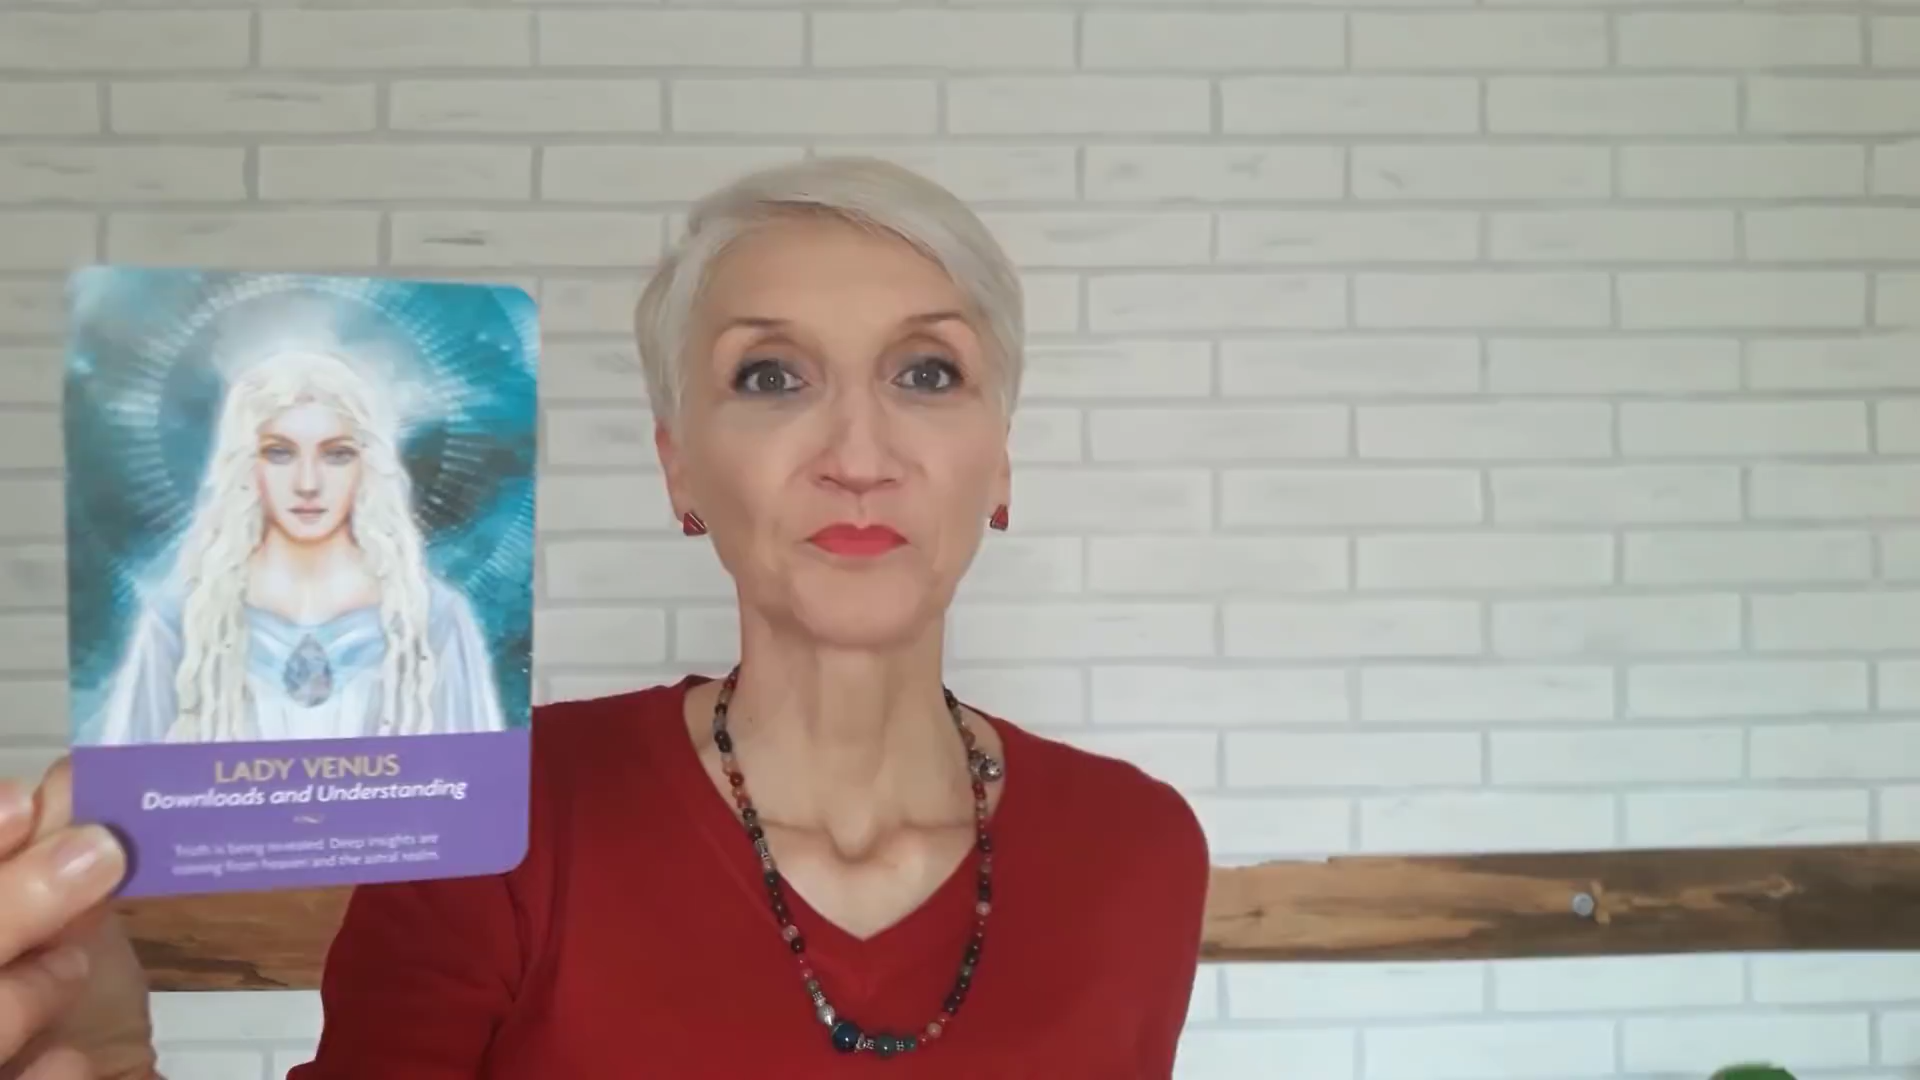 LADY VENUS
Downloads and Understanding
Truth is being revealed. Deep insights are
coming from heaven and the astral realm.